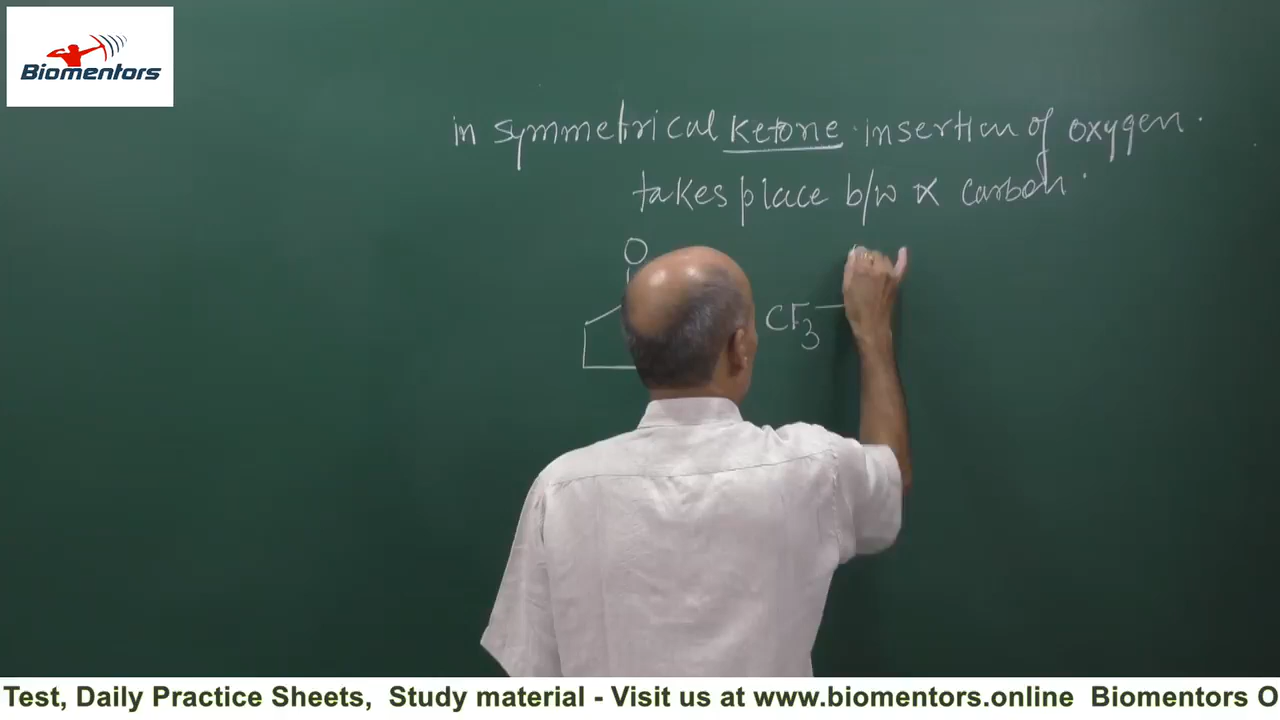 Biomentors
in symmetrical ketone insertion of oxygen.
takes place b/w α carbon.
O
CF3
Test, Daily Practice Sheets, Study material - Visit us at www.biomentors.online Biomentors O